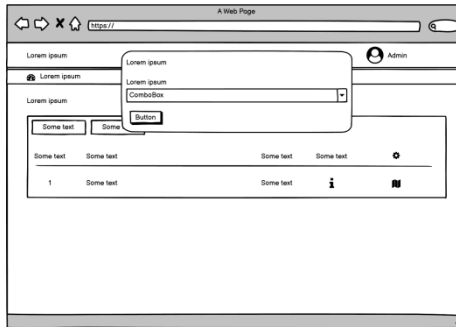 A Web Page
https://
Lorem ipsum
Admin
Lorem ipsum
Lorem ipsum
Lorem ipsum
Lorem ipsum
ComboBox
Button
Some text
Some
Some text Some text Some text Some text
1 Some text Some text